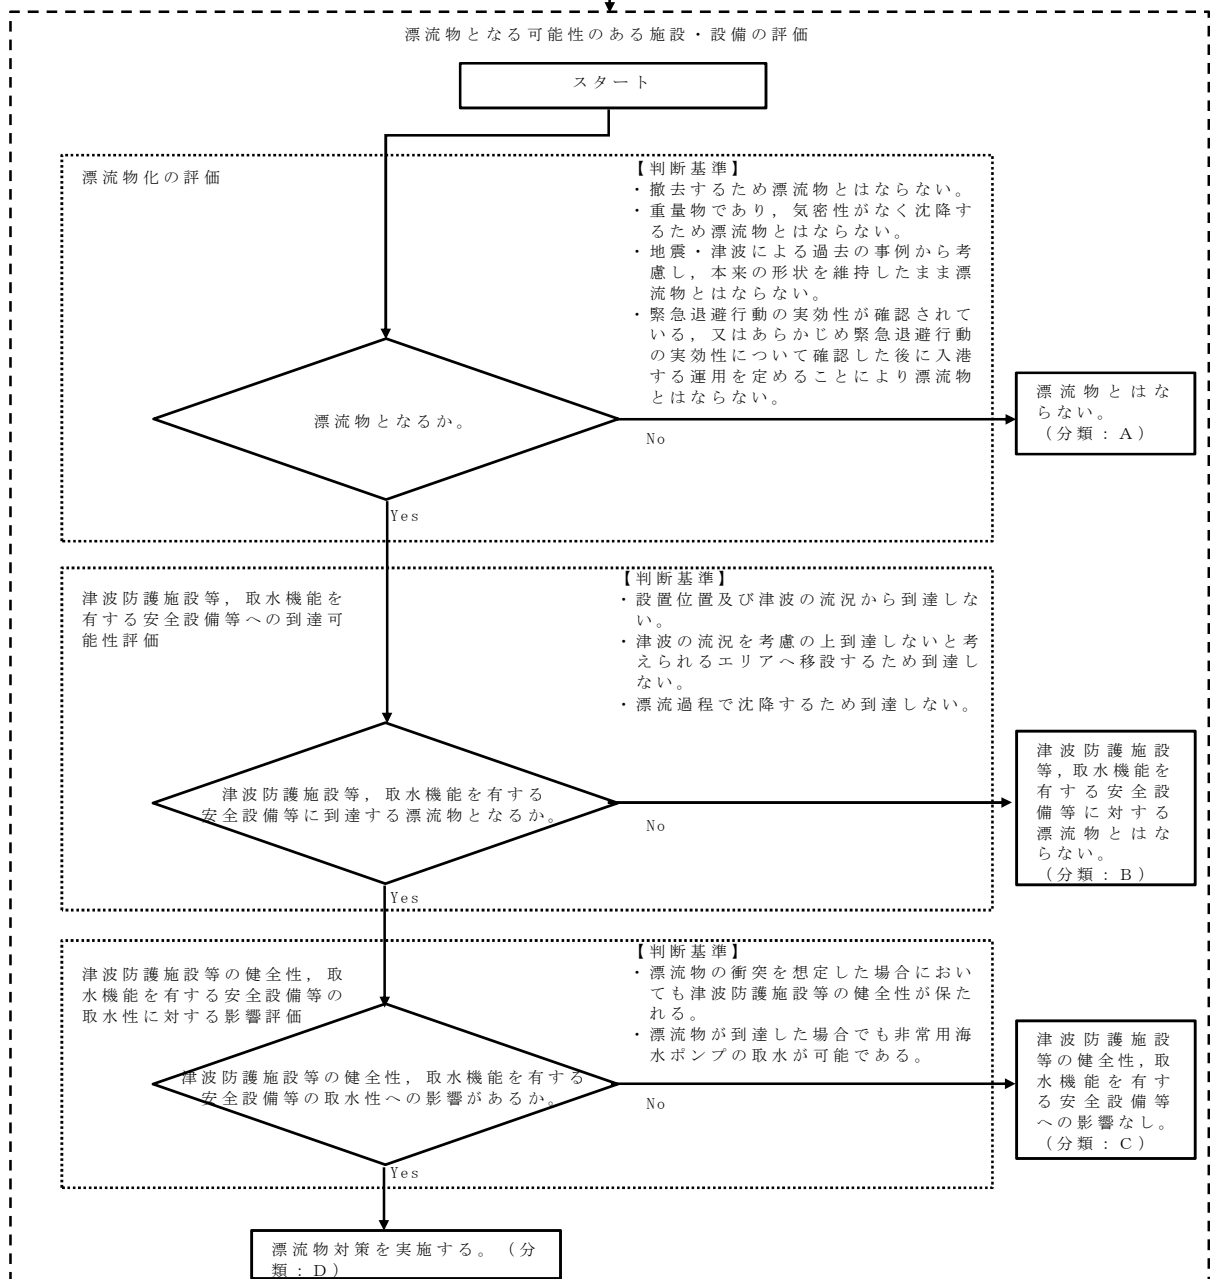 漂流物となる可能性のある施設・設備の評価
スタート
漂流物化の評価
【判断基準】
・撤去するため漂流物とはならない。
・重量物であり，気密性がなく沈降す
るため漂流物とはならない。
・地震・津波による過去の事例から考
慮し，本来の形状を維持したまま漂
流物とはならない。
・緊急退避行動の実効性が確認されて
いる，又はあらかじめ緊急退避行動
の実効性について確認した後に入港
する運用を定めることにより漂流物
とはならない。
漂流物となるか。
No
漂流物とはな
らない。
（分類：A）
Yes
津波防護施設等，取水機能を
有する安全設備等への到達可
能性評価
【判断基準】
・設置位置及び津波の流況から到達しな
い。
・津波の流況を考慮の上到達しないと考
えられるエリアへ移設するため到達し
ない。
・漂流過程で沈降するため到達しない。
津波防護施設等，取水機能を有する
安全設備等に到達する漂流物となるか。
No
津波防護施設
等，取水機能を
有する安全設
備等に対する
漂流物とはな
らない。
（分類：B）
Yes
津波防護施設等の健全性，取
水機能を有する安全設備等の
取水性に対する影響評価
【判断基準】
・漂流物の衝突を想定した場合におい
ても津波防護施設等の健全性が保た
れる。
・漂流物が到達した場合でも非常用海
水ポンプの取水が可能である。
津波防護施設等の健全性，取水機能を有する
安全設備等の取水性への影響があるか。
No
津波防護施設
等の健全性，取
水機能を有す
る安全設備等
への影響なし。
（分類：C）
Yes
漂流物対策を実施する。（分
類：D）